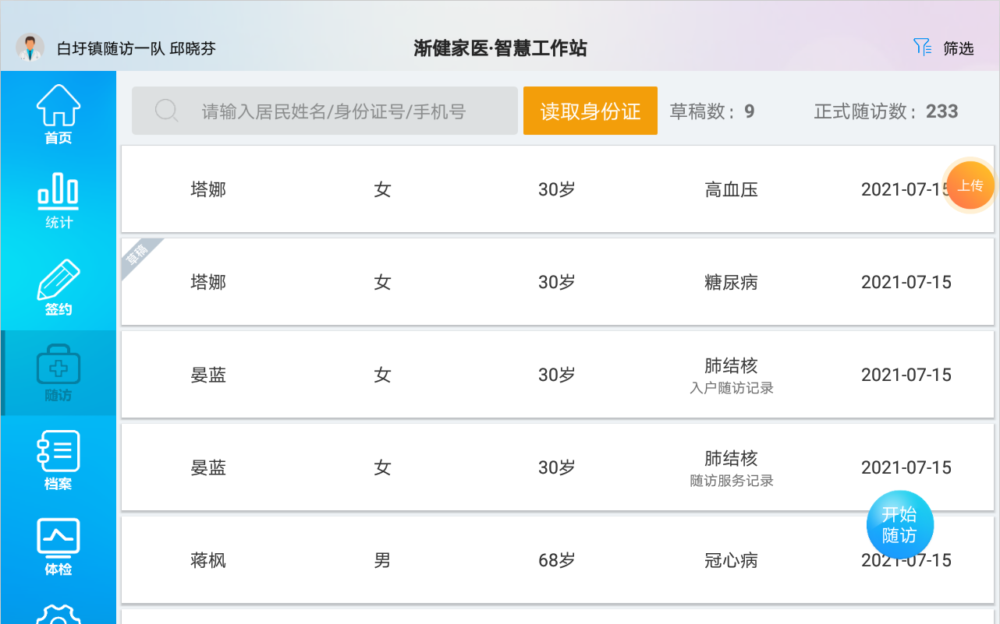 白圩镇随访一队 邱晓芬
渐健家医·智慧工作站
筛选
首页
统计
签约
随访
档案
体检
请输入居民姓名/身份证号/手机号
读取身份证
草稿数: 9
正式随访数: 233
塔娜 女 30岁 高血压 2021-07-15
上传
草稿
塔娜 女 30岁 糖尿病 2021-07-15
晏蓝 女 30岁 肺结核 2021-07-15
入户随访记录
晏蓝 女 30岁 肺结核 2021-07-15
随访服务记录
开始
随访
蒋枫 男 68岁 冠心病 2021-07-15